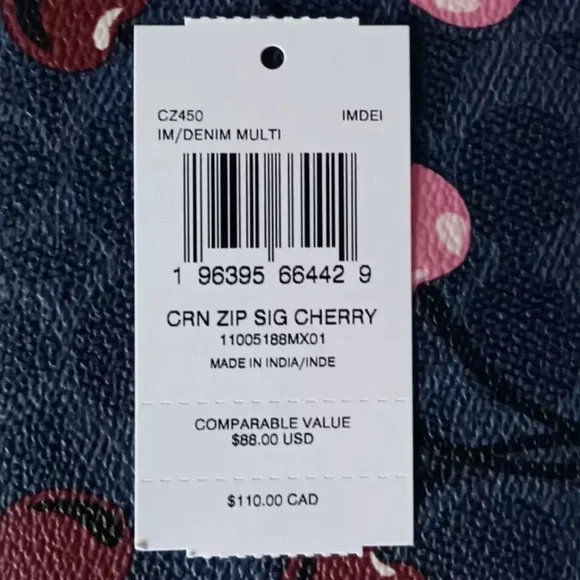 CZ450 IMDEI
IM/DENIM MULTI
1 96395 66442 9
CRN ZIP SIG CHERRY
11005188MX01
MADE IN INDIA/INDE
COMPARABLE VALUE
$88.00 USD
$110.00 CAD